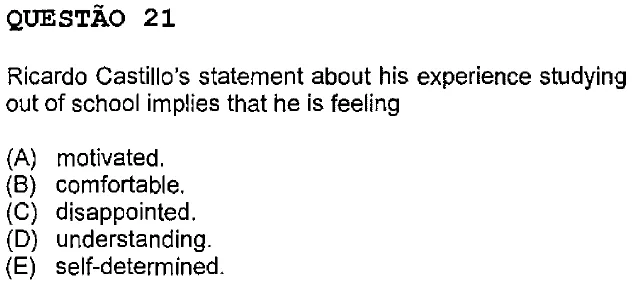 QUESTÃO 21
Ricardo Castillo's statement about his experience studying
out of school implies that he is feeling
(A) motivated.
(B) comfortable.
(C) disappointed.
(D) understanding.
(E) self-determined.